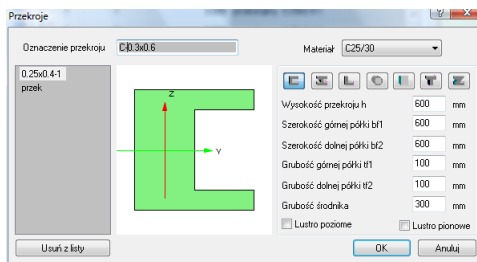 Przekroje
Oznaczenie przekroju C-0.3x0.6 Materiał C25/30
0.25x0.4-1
przek
Z
Y
Wysokość przekroju h 600 mm
Szerokość górnej półki bf1 600 mm
Szerokość dolnej półki bf2 600 mm
Grubość górnej półki tf1 100 mm
Grubość dolnej półki tf2 100 mm
Grubość środnika 300 mm
Lustro poziome Lustro pionowe
Usuń z listy OK Anuluj